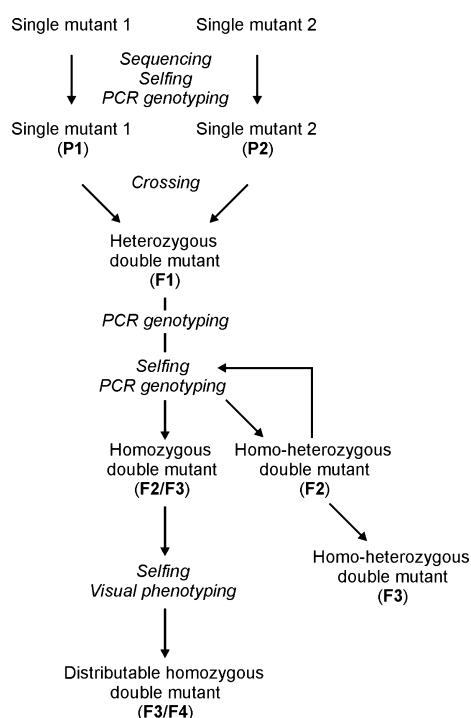 Single mutant 1
Single mutant 2
Sequencing
Selfing
PCR genotyping
Single mutant 1
(P1)
Single mutant 2
(P2)
Crossing
Heterozygous
double mutant
(F1)
PCR genotyping
Selfing
PCR genotyping
Homozygous
double mutant
(F2/F3)
Homo-heterozygous
double mutant
(F2)
Homo-heterozygous
double mutant
(F3)
Selfing
Visual phenotyping
Distributable homozygous
double mutant
(F3/F4)